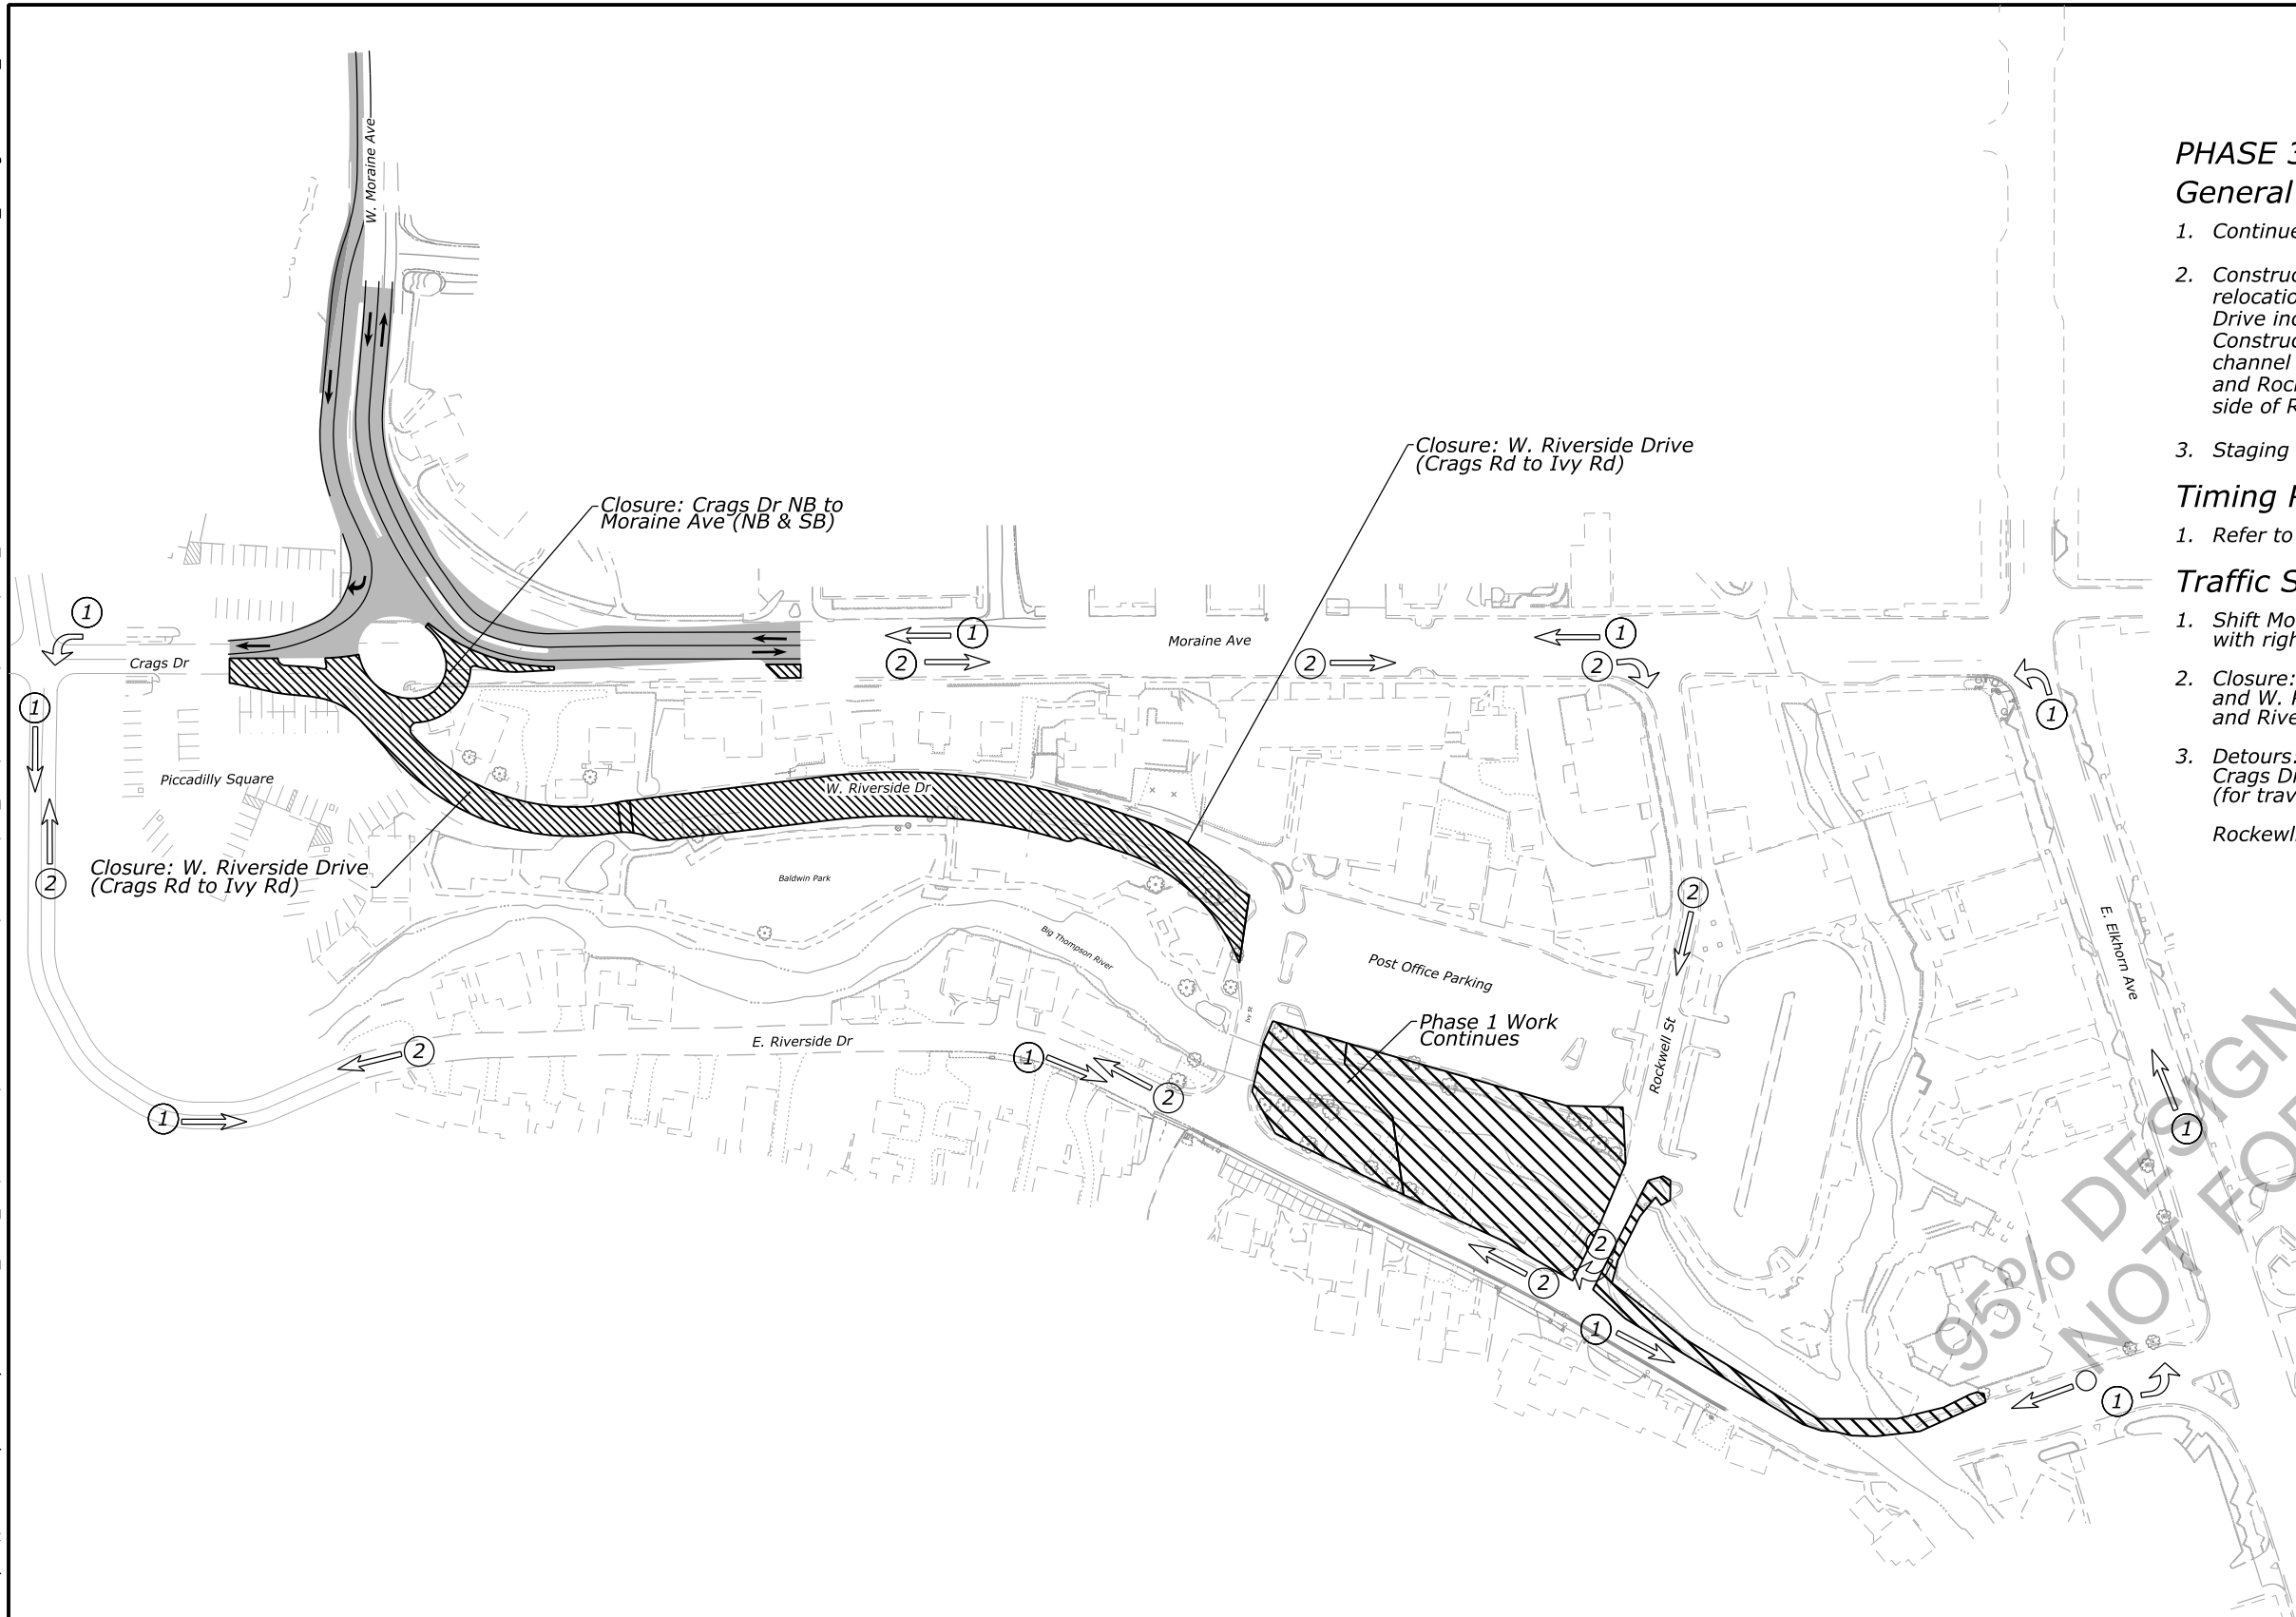 W. Moraine Ave
PHASE 3
General
1. Continue
2. Construc
relocatio
Drive inc
Construc
channel
and Rock
side of R
3. Staging
Timing
1. Refer to
Traffic S
1. Shift Mo
with righ
2. Closure:
and W.
and Rive
3. Detours.
Crags Dr
(for trav
Rockewl
Closure: W. Riverside Drive
(Crags Rd to Ivy Rd)
Closure: Crags Dr NB to
Moraine Ave (NB & SB)
1
1
1
Moraine Ave
2
2
2
Crags Dr
1
1
Piccadilly Square
W. Riverside Dr
Closure: W. Riverside Drive
(Crags Rd to Ivy Rd)
2
Baldwin Park
2
E. Elkhorn Ave
Big Thompson River
Post Office Parking
Ivy St
Phase 1 Work
Continues
E. Riverside Dr
Rockwell St
2
1
2
1
1
2
2
1
1
95% DESIGN
NOT FOR